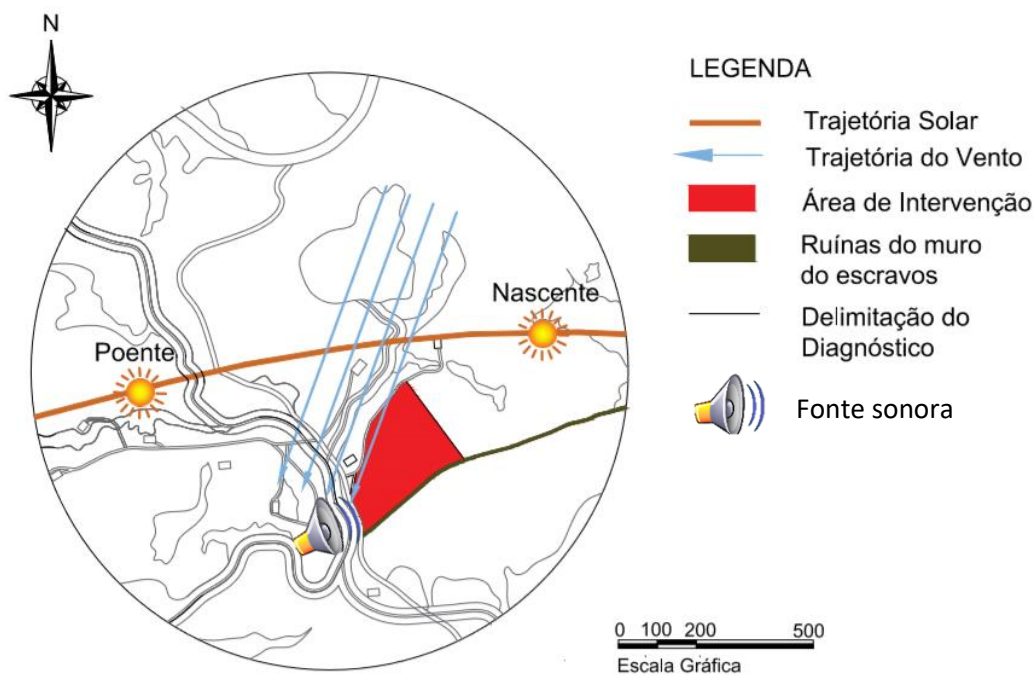 N
LEGENDA
Trajetória Solar
Trajetória do Vento
Área de Intervenção
Ruínas do muro
do escravos
Delimitação do
Diagnóstico
Fonte sonora
Nascente
Poente
0 100 200 500
Escala Gráfica